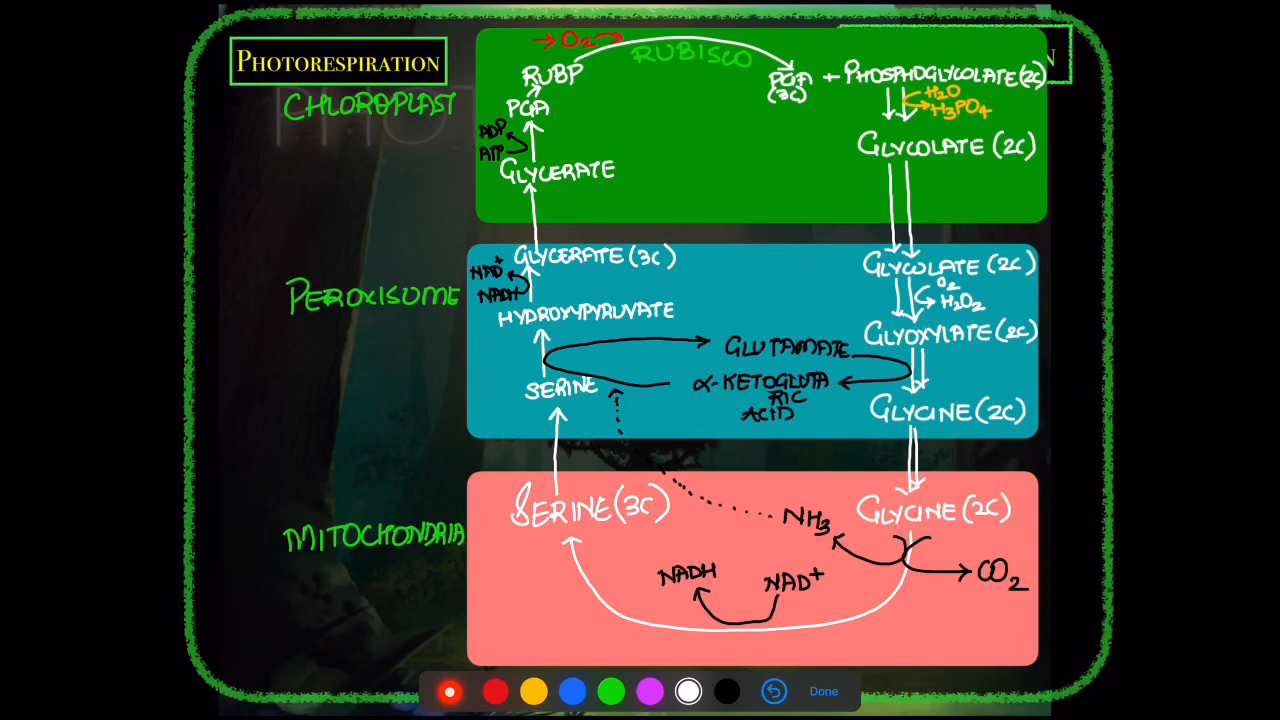 PHOTORESPIRATION
CHLOROPLAST
→ O2 →
RUBISCO
RUBP
PGA + PHOSPHOGLYCOLATE (2C)
(3C)
H2O
H3PO4
PGA
ADP
ATP
GLYCERATE
GLYCOLATE (2C)
PEROXISOME
GLYCERATE (3C)
NAD+
NADH
HYDROXYPYRUVATE
GLYCOLATE (2C)
O2
H2O2
GLYOXYLATE (2C)
GLUTAMATE
α-KETOGLUTA
RIC
ACID
SERINE
GLYCINE (2C)
MITOCHONDRIA
SERINE (3C)
GLYCINE (2C)
NH3
NADH
NAD+
CO2
Done